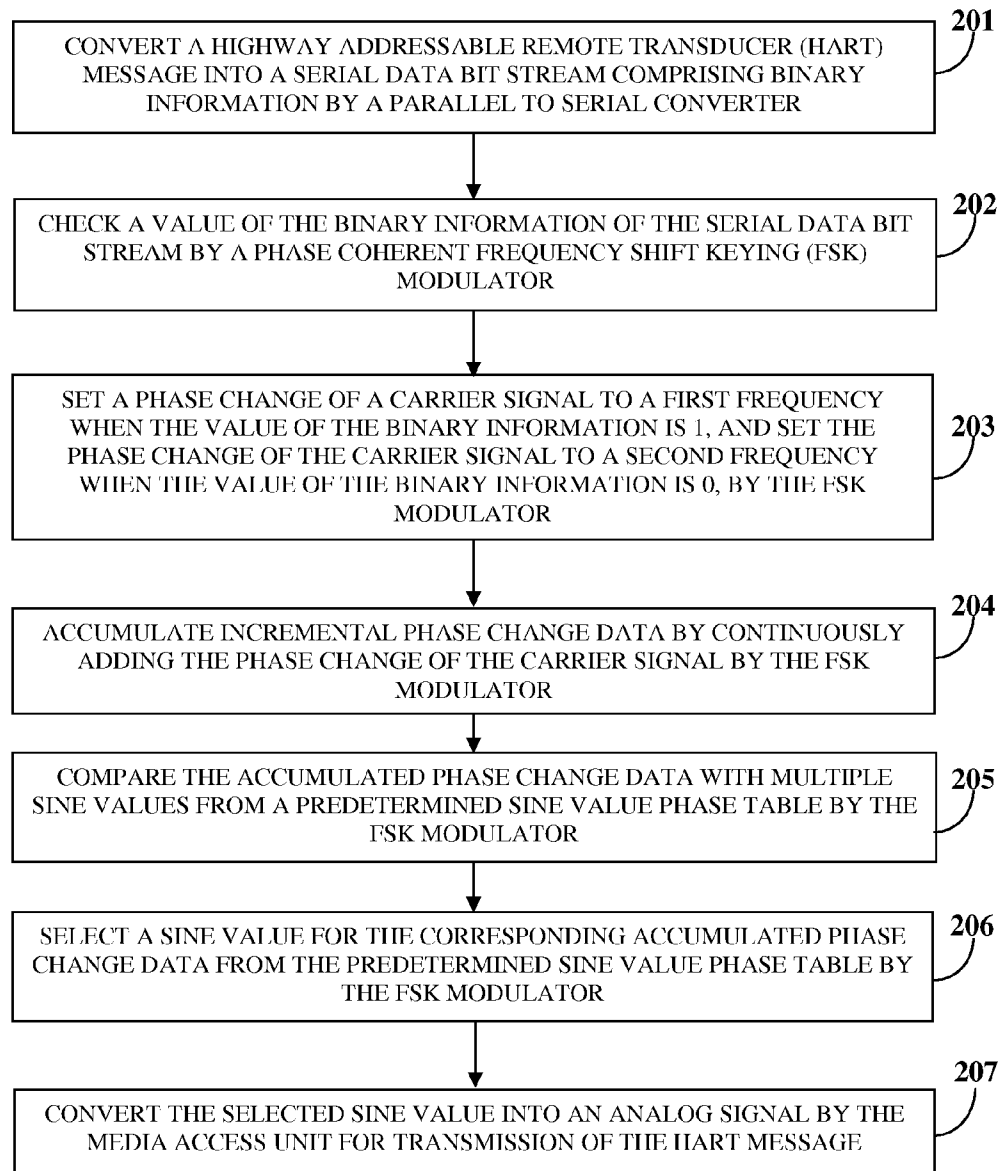 201
CONVERT A HIGHWAY ADDRESSABLE REMOTE TRANSDUCER (HART)
MESSAGE INTO A SERIAL DATA BIT STREAM COMPRISING BINARY
INFORMATION BY A PARALLEL TO SERIAL CONVERTER
202
CHECK A VALUE OF THE BINARY INFORMATION OF THE SERIAL DATA BIT
STREAM BY A PHASE COHERENT FREQUENCY SHIFT KEYING (FSK)
MODULATOR
203
SET A PHASE CHANGE OF A CARRIER SIGNAL TO A FIRST FREQUENCY
WHEN THE VALUE OF THE BINARY INFORMATION IS 1, AND SET THE
PHASE CHANGE OF THE CARRIER SIGNAL TO A SECOND FREQUENCY
WHEN THE VALUE OF THE BINARY INFORMATION IS 0, BY THE FSK
MODULATOR
204
ACCUMULATE INCREMENTAL PHASE CHANGE DATA BY CONTINUOUSLY
ADDING THE PHASE CHANGE OF THE CARRIER SIGNAL BY THE FSK
MODULATOR
205
COMPARE THE ACCUMULATED PHASE CHANGE DATA WITH MULTIPLE
SINE VALUES FROM A PREDETERMINED SINE VALUE PHASE TABLE BY THE
FSK MODULATOR
206
SELECT A SINE VALUE FOR THE CORRESPONDING ACCUMULATED PHASE
CHANGE DATA FROM THE PREDETERMINED SINE VALUE PHASE TABLE BY
THE FSK MODULATOR
207
CONVERT THE SELECTED SINE VALUE INTO AN ANALOG SIGNAL BY THE
MEDIA ACCESS UNIT FOR TRANSMISSION OF THE HART MESSAGE